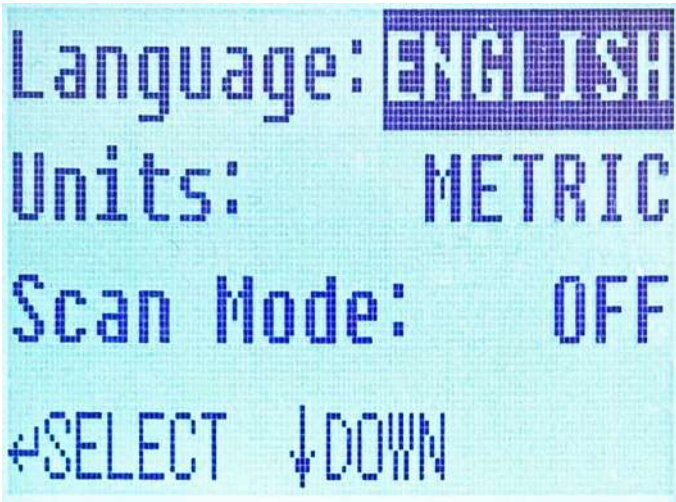 Language: ENGLISH
Units: METRIC
Scan Mode: OFF
↵SELECT ↓DOWN